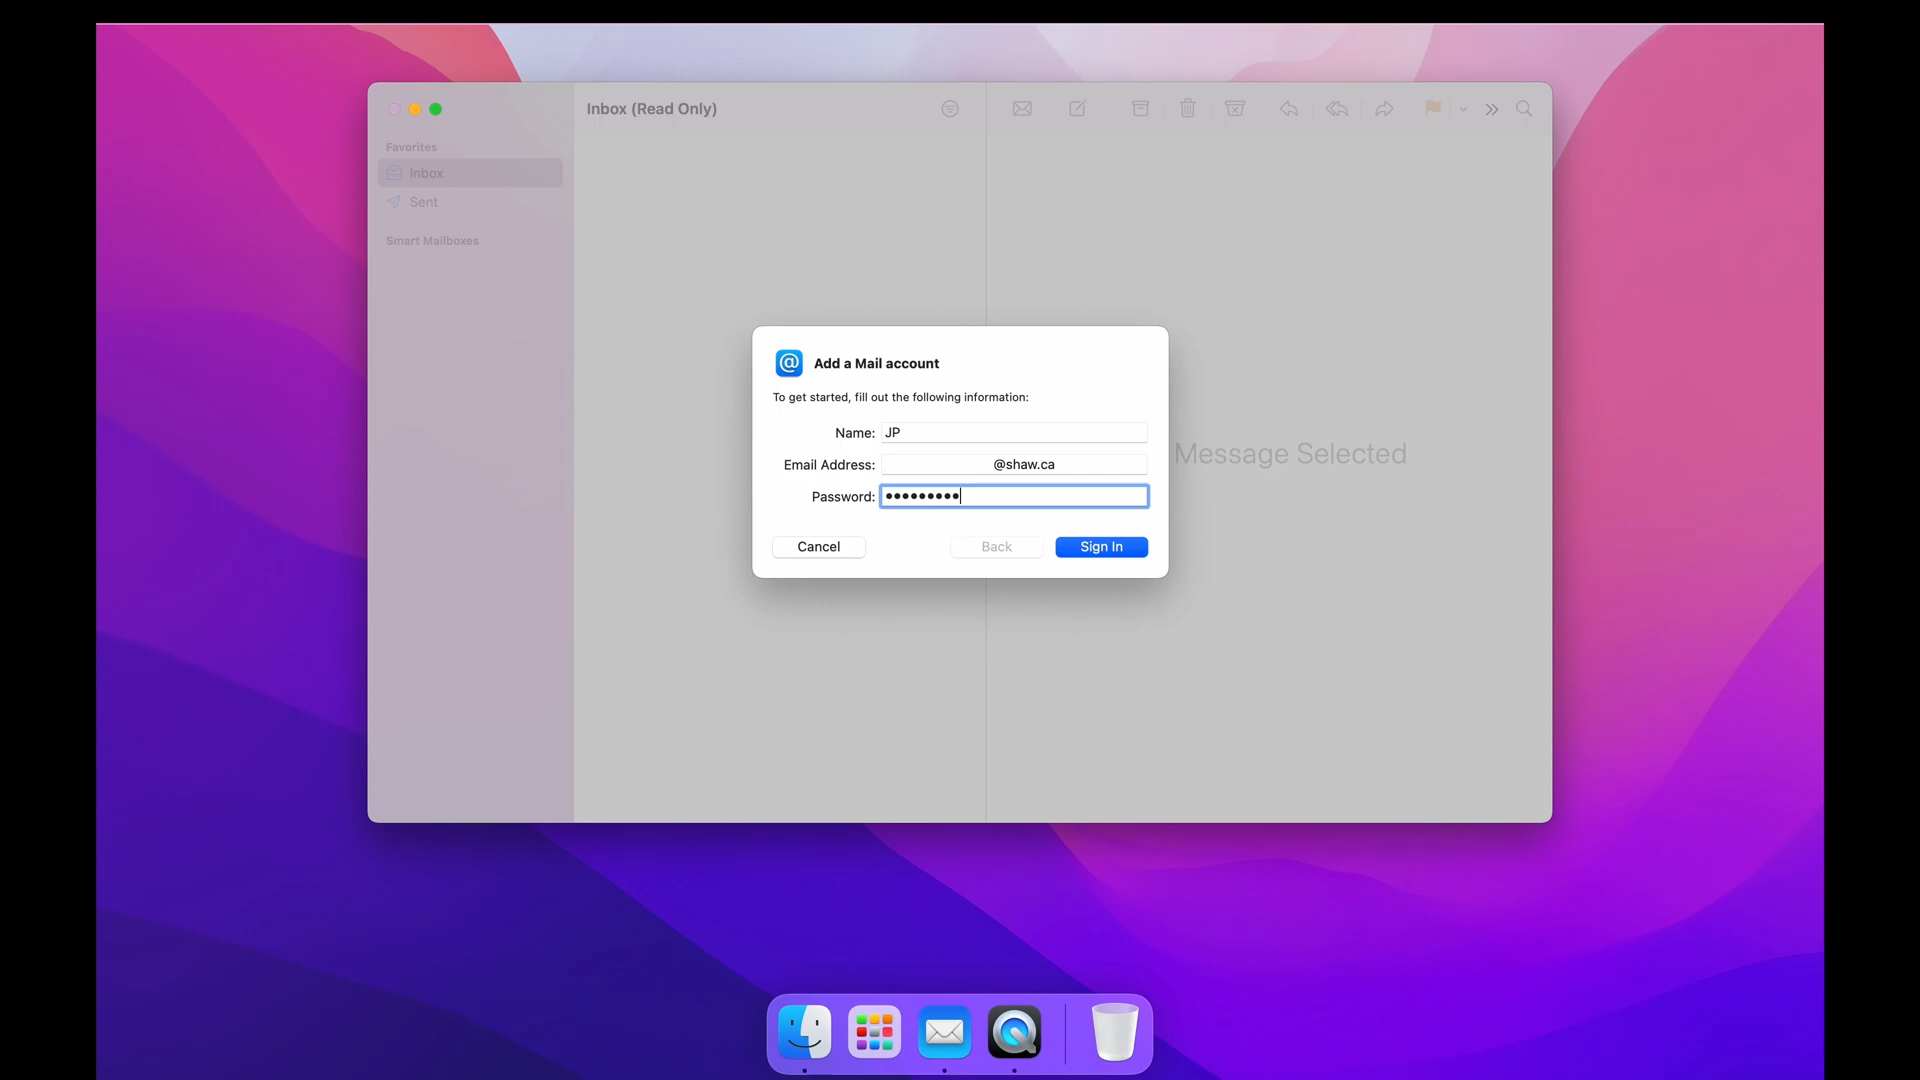 Inbox (Read Only)
Favorites
Inbox
Sent
Smart Mailboxes
Message Selected
Add a Mail account
To get started, fill out the following information:
Name: JP
Email Address: @shaw.ca
Password: •••••••••
Cancel
Back
Sign In